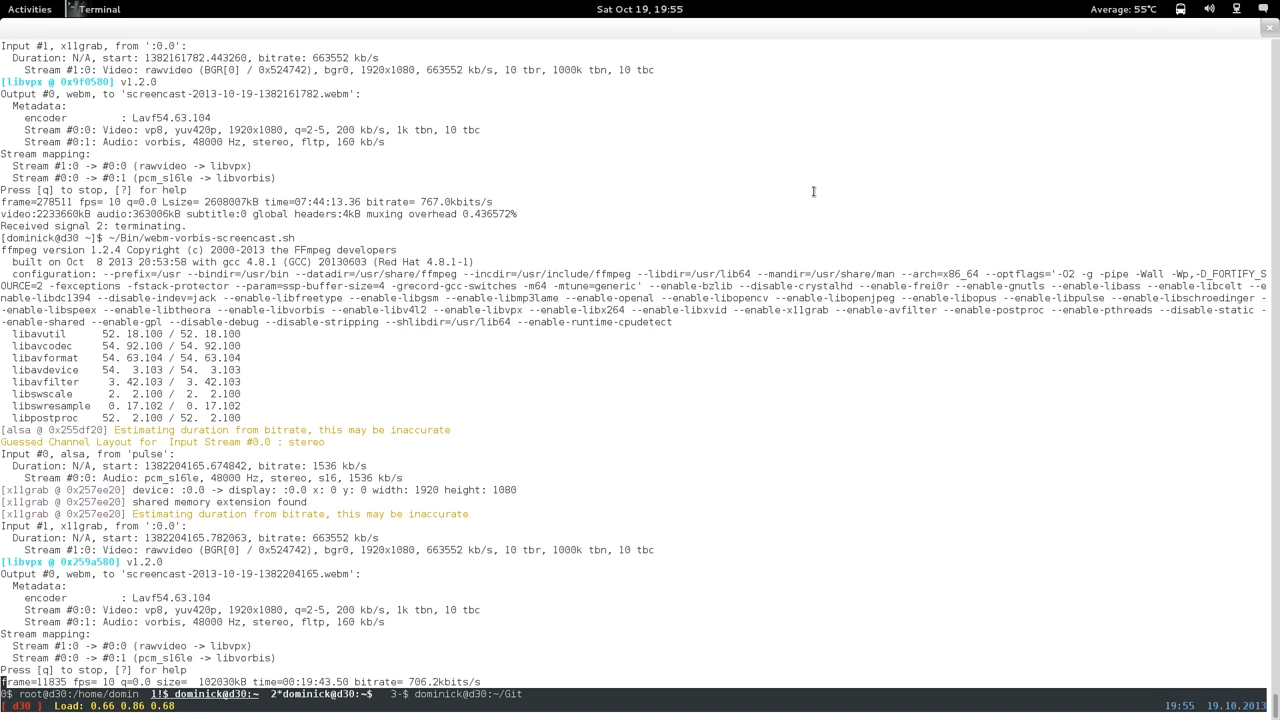 Activities Terminal Sat Oct 19, 19:55 Average: 55°C
Input #1, x11grab, from ':0.0':
Duration: N/A, start: 1382161782.443260, bitrate: 663552 kb/s
Stream #1:0: Video: rawvideo (BGR[0] / 0x524742), bgr0, 1920x1080, 663552 kb/s, 10 tbr, 1000k tbn, 10 tbc
[libvpx @ 0x9f0580] v1.2.0
Output #0, webm, to 'screencast-2013-10-19-1382161782.webm':
Metadata:
encoder : Lavf54.63.104
Stream #0:0: Video: vp8, yuv420p, 1920x1080, q=2-5, 200 kb/s, 1k tbn, 10 tbc
Stream #0:1: Audio: vorbis, 48000 Hz, stereo, fltp, 160 kb/s
Stream mapping:
Stream #1:0 -> #0:0 (rawvideo -> libvpx)
Stream #0:0 -> #0:1 (pcm_s16le -> libvorbis)
Press [q] to stop, [?] for help
frame=278511 fps= 10 q=0.0 Lsize= 2608007kB time=07:44:13.36 bitrate= 767.0kbits/s
video:2233660kB audio:363006kB subtitle:0 global headers:4kB muxing overhead 0.436572%
Received signal 2: terminating.
[dominick@d30 ~]$ ~/Bin/webm-vorbis-screencast.sh
ffmpeg version 1.2.4 Copyright (c) 2000-2013 the FFmpeg developers
built on Oct  8 2013 20:53:58 with gcc 4.8.1 (GCC) 20130603 (Red Hat 4.8.1-1)
configuration: --prefix=/usr --bindir=/usr/bin --datadir=/usr/share/ffmpeg --incdir=/usr/include/ffmpeg --libdir=/usr/lib64 --mandir=/usr/share/man --arch=x86_64 --optflags='-O2 -g -pipe -Wall -Wp,-D_FORTIFY_S
OURCE=2 -fexceptions -fstack-protector --param=ssp-buffer-size=4 -grecord-gcc-switches -m64 -mtune=generic' --enable-bzlib --disable-crystalhd --enable-frei0r --enable-gnutls --enable-libass --enable-libcelt --e
nable-libdc1394 --disable-indev=jack --enable-libfreetype --enable-libgsm --enable-libmp3lame --enable-openal --enable-libopencv --enable-libopenjpeg --enable-libopus --enable-libpulse --enable-libschroedinger -
-enable-libspeex --enable-libtheora --enable-libvorbis --enable-libv4l2 --enable-libvpx --enable-libx264 --enable-libxvid --enable-x11grab --enable-avfilter --enable-postproc --enable-pthreads --disable-static -
-enable-shared --enable-gpl --disable-debug --disable-stripping --shlibdir=/usr/lib64 --enable-runtime-cpudetect
libavutil 52. 18.100 / 52. 18.100
libavcodec 54. 92.100 / 54. 92.100
libavformat 54. 63.104 / 54. 63.104
libavdevice 54. 3.103 / 54. 3.103
libavfilter 3. 42.103 / 3. 42.103
libswscale 2. 2.100 / 2. 2.100
libswresample 0. 17.102 / 0. 17.102
libpostproc 52. 2.100 / 52. 2.100
[alsa @ 0x255df20] Estimating duration from bitrate, this may be inaccurate
Guessed Channel Layout for  Input Stream #0.0 : stereo
Input #0, alsa, from 'pulse':
Duration: N/A, start: 1382204165.674842, bitrate: 1536 kb/s
Stream #0:0: Audio: pcm_s16le, 48000 Hz, stereo, s16, 1536 kb/s
[x11grab @ 0x257ee20] device: :0.0 -> display: :0.0 x: 0 y: 0 width: 1920 height: 1080
[x11grab @ 0x257ee20] shared memory extension found
[x11grab @ 0x257ee20] Estimating duration from bitrate, this may be inaccurate
Input #1, x11grab, from ':0.0':
Duration: N/A, start: 1382204165.782063, bitrate: 663552 kb/s
Stream #1:0: Video: rawvideo (BGR[0] / 0x524742), bgr0, 1920x1080, 663552 kb/s, 10 tbr, 1000k tbn, 10 tbc
[libvpx @ 0x259a580] v1.2.0
Output #0, webm, to 'screencast-2013-10-19-1382204165.webm':
Metadata:
encoder : Lavf54.63.104
Stream #0:0: Video: vp8, yuv420p, 1920x1080, q=2-5, 200 kb/s, 1k tbn, 10 tbc
Stream #0:1: Audio: vorbis, 48000 Hz, stereo, fltp, 160 kb/s
Stream mapping:
Stream #1:0 -> #0:0 (rawvideo -> libvpx)
Stream #0:0 -> #0:1 (pcm_s16le -> libvorbis)
Press [q] to stop, [?] for help
frame=11835 fps= 10 q=0.0 size=  102030kB time=00:19:43.50 bitrate= 706.2kbits/s
0$ root@d30:/home/domin 1!$ dominick@d30:~ 2*dominick@d30:~$ 3-$ dominick@d30:~/Git
[ d30 ] Load: 0.66 0.86 0.68 19:55 19.10.2013